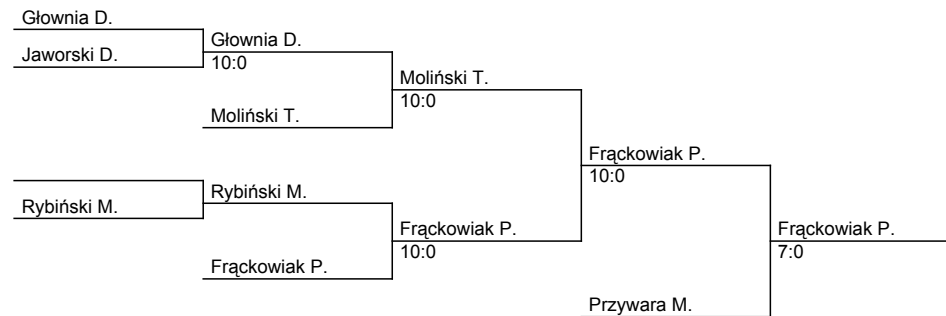 Głownia D.
Jaworski D.
Głownia D.
10:0
Moliński T.
Moliński T.
10:0
Rybiński M.
Rybiński M.
Frąckowiak P.
Frąckowiak P.
10:0
Frąckowiak P.
10:0
Przywara M.
Frąckowiak P.
7:0